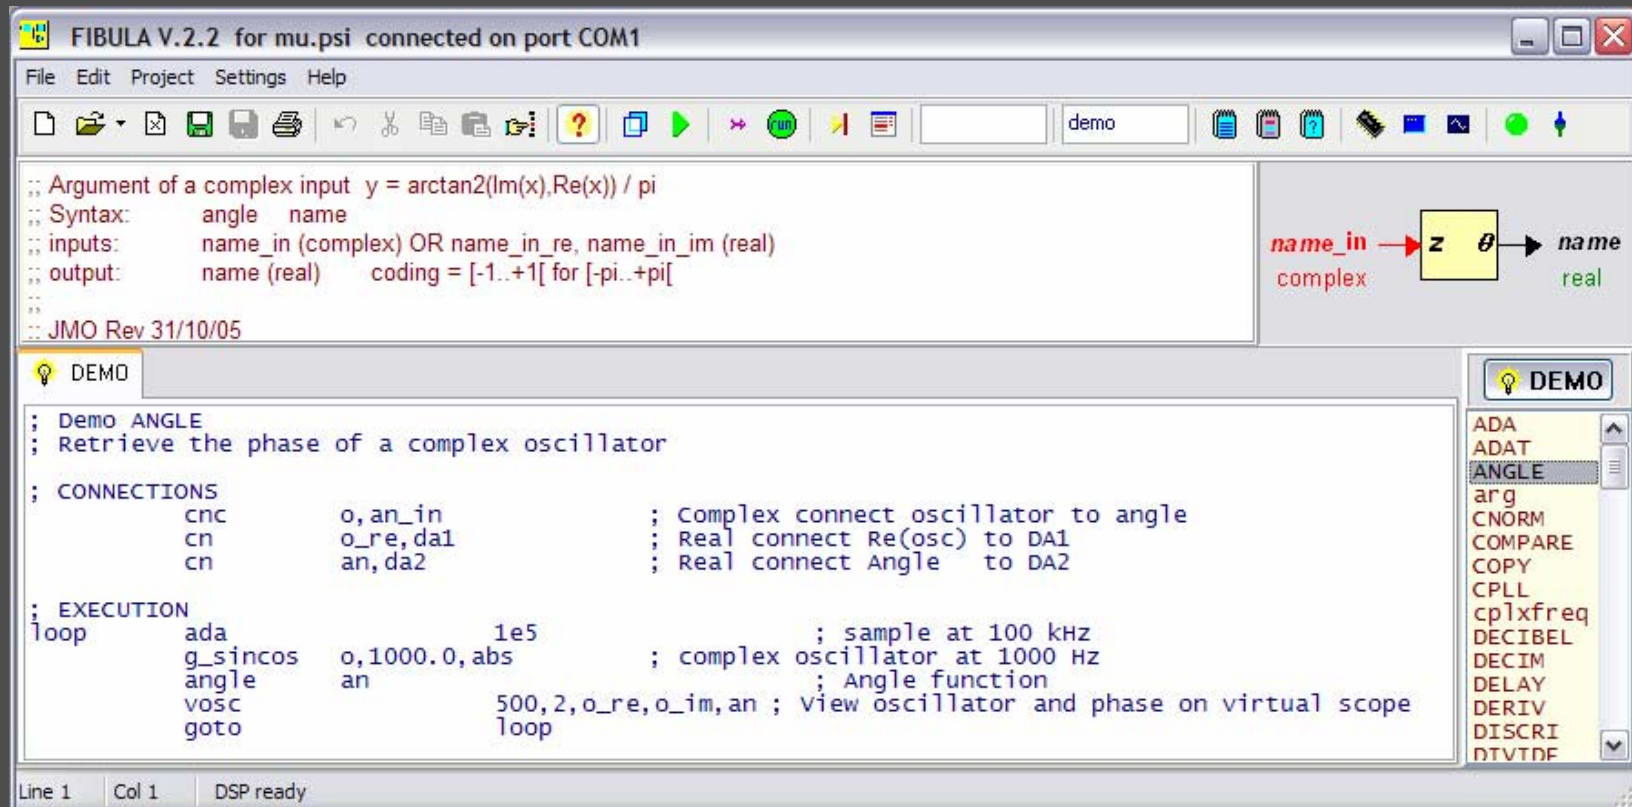 FIBULA V.2.2 for mu.psi connected on port COM1
File Edit Project Settings Help
run demo
;; Argument of a complex input y = arctan2(Im(x),Re(x)) / pi
;; Syntax: angle name
;; inputs: name_in (complex) OR name_in_re, name_in_im (real)
;; output: name (real) coding = [-1..+1[ for [-pi..+pi[
;;
;; JMO Rev 31/10/05
name_in z θ name
complex real
DEMO
; Demo ANGLE
; Retrieve the phase of a complex oscillator
; CONNECTIONS
cnc o,an_in ; Complex connect oscillator to angle
cn o_re,da1 ; Real connect Re(osc) to DA1
cn an,da2 ; Real connect Angle to DA2
; EXECUTION
loop ada 1e5 ; sample at 100 kHz
g_sincos o,1000.0,abs ; complex oscillator at 1000 Hz
angle an ; Angle function
vosc 500,2,o_re,o_im,an ; View oscillator and phase on virtual scope
goto loop
DEMO
ADA
ADAT
ANGLE
arg
CNORM
COMPARE
COPY
CPLL
cplxfreq
DECIBEL
DECIM
DELAY
DERIV
DISCRI
DIVIDE
Line 1 Col 1 DSP ready